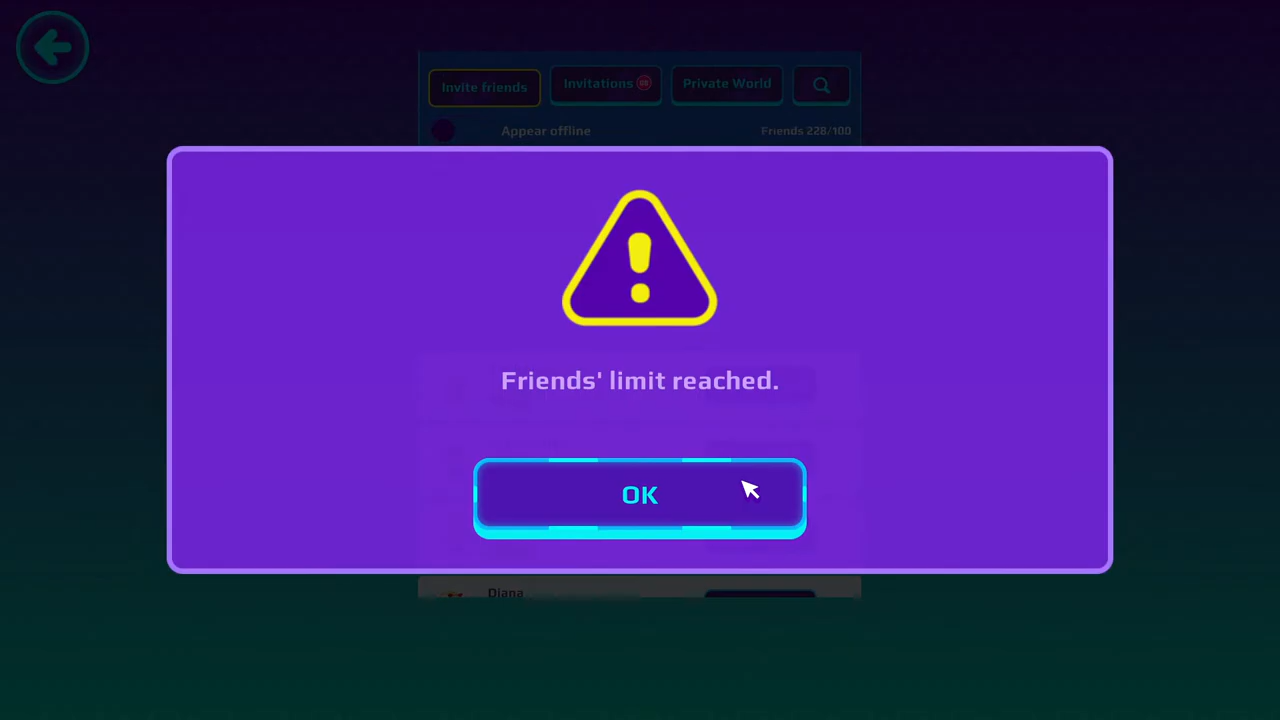 Invite friends
Invitations
Private World
Appear offline
Friends 228/100
Friends' limit reached.
OK
Diana